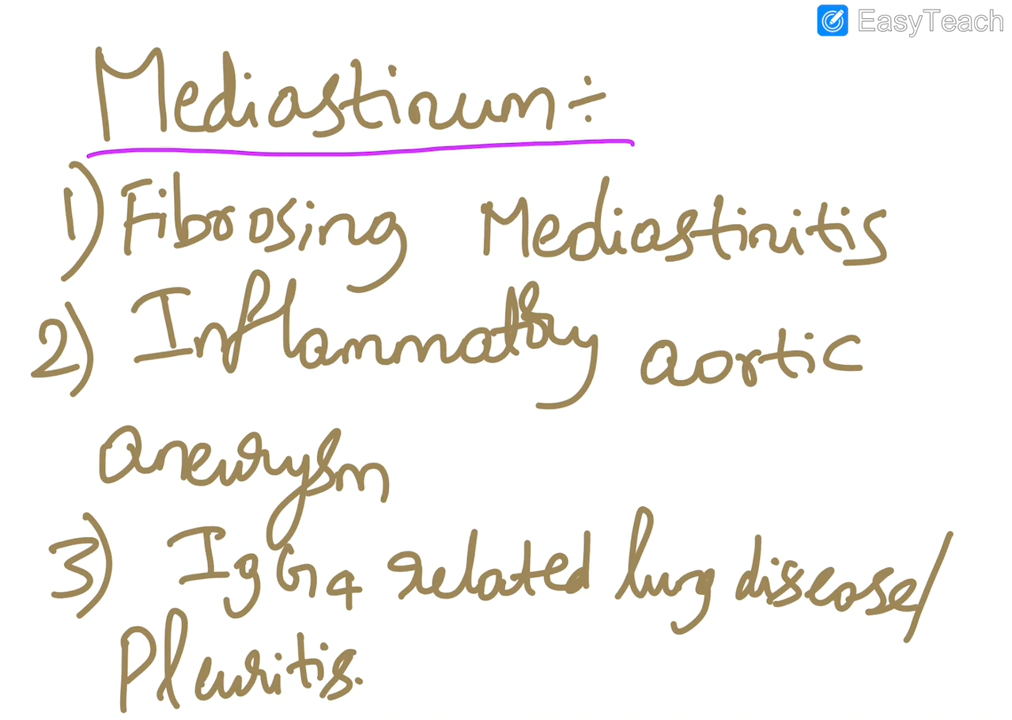 EasyTeach
Mediastinum ÷
1) Fibrosing Mediastinitis
2) Inflammatory aortic
aneurysm
3) IgG4 related lung disease/
Pleuritis.